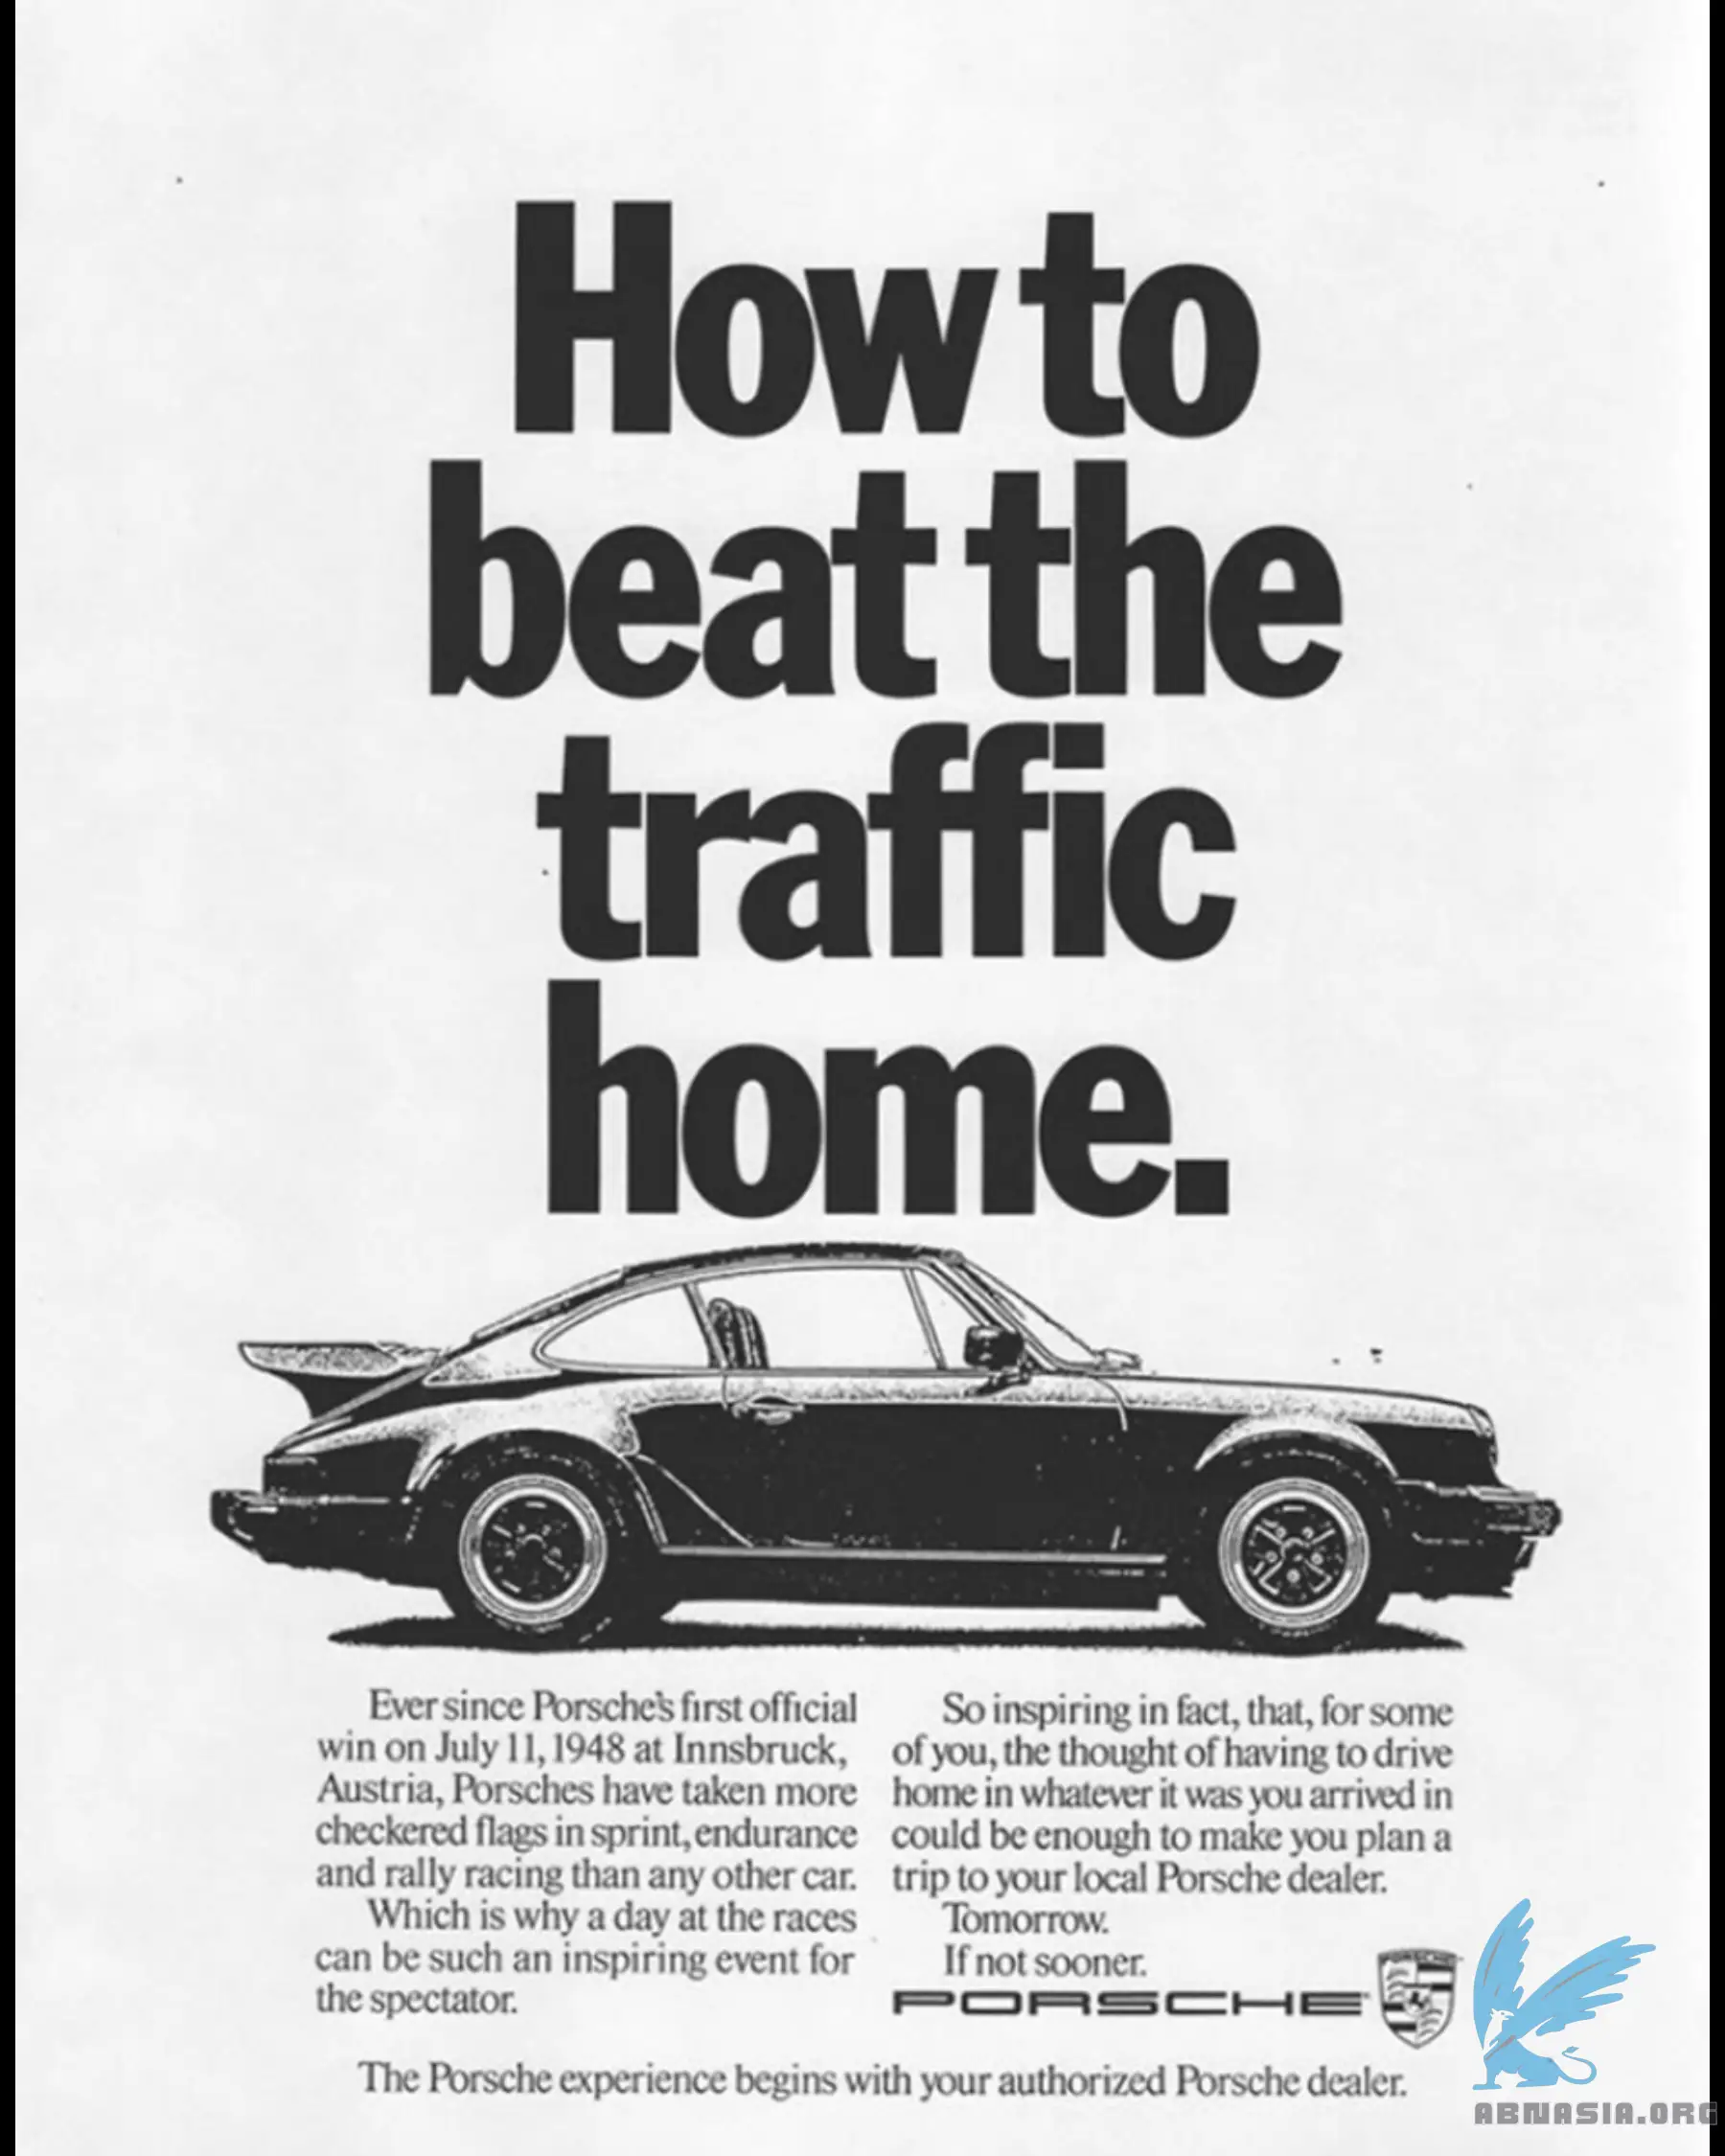 How to
beat the
traffic
home.
Ever since Porsche's first official
win on July 11, 1948 at Innsbruck,
Austria, Porsches have taken more
checkered flags in sprint, endurance
and rally racing than any other car.
Which is why a day at the races
can be such an inspiring event for
the spectator.
So inspiring in fact, that, for some
of you, the thought of having to drive
home in whatever it was you arrived in
could be enough to make you plan a
trip to your local Porsche dealer.
Tomorrow.
If not sooner.
PORSCHE
PORSCHE
The Porsche experience begins with your authorized Porsche dealer.
ABNASIA.ORG